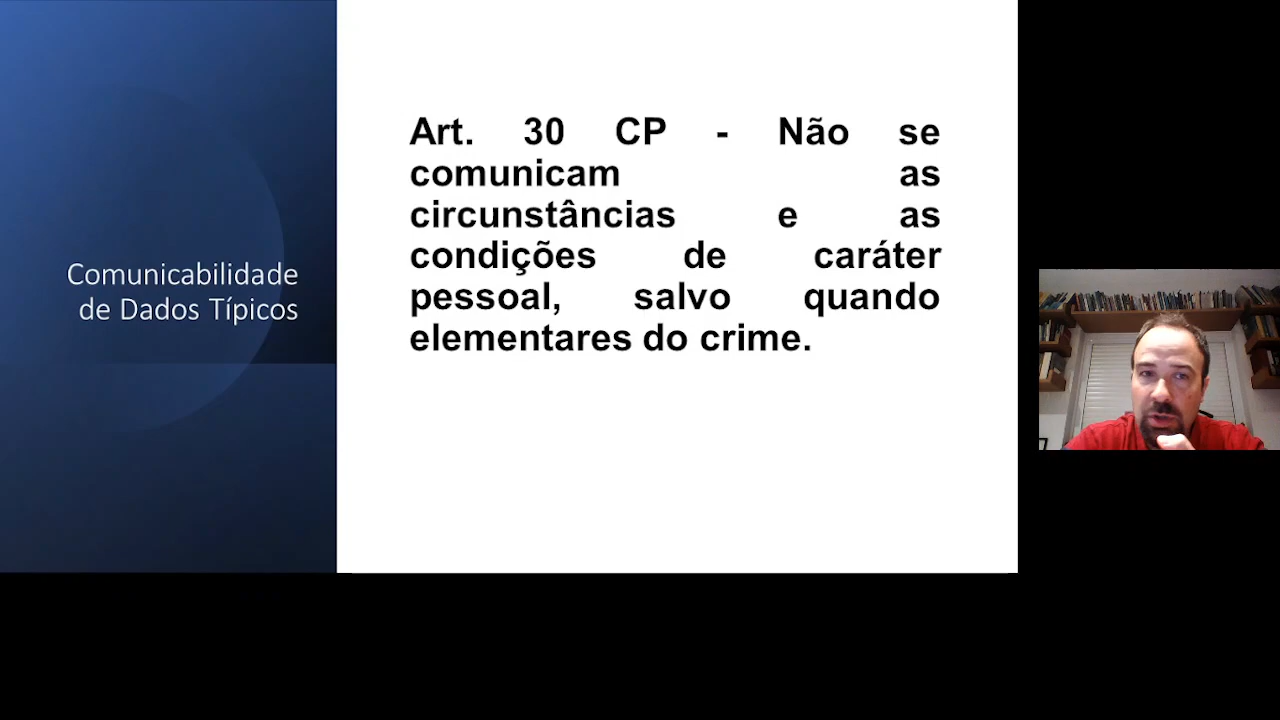 Comunicabilidade
de Dados Típicos
Art. 30 CP - Não se
comunicam as
circunstâncias e as
condições de caráter
pessoal, salvo quando
elementares do crime.